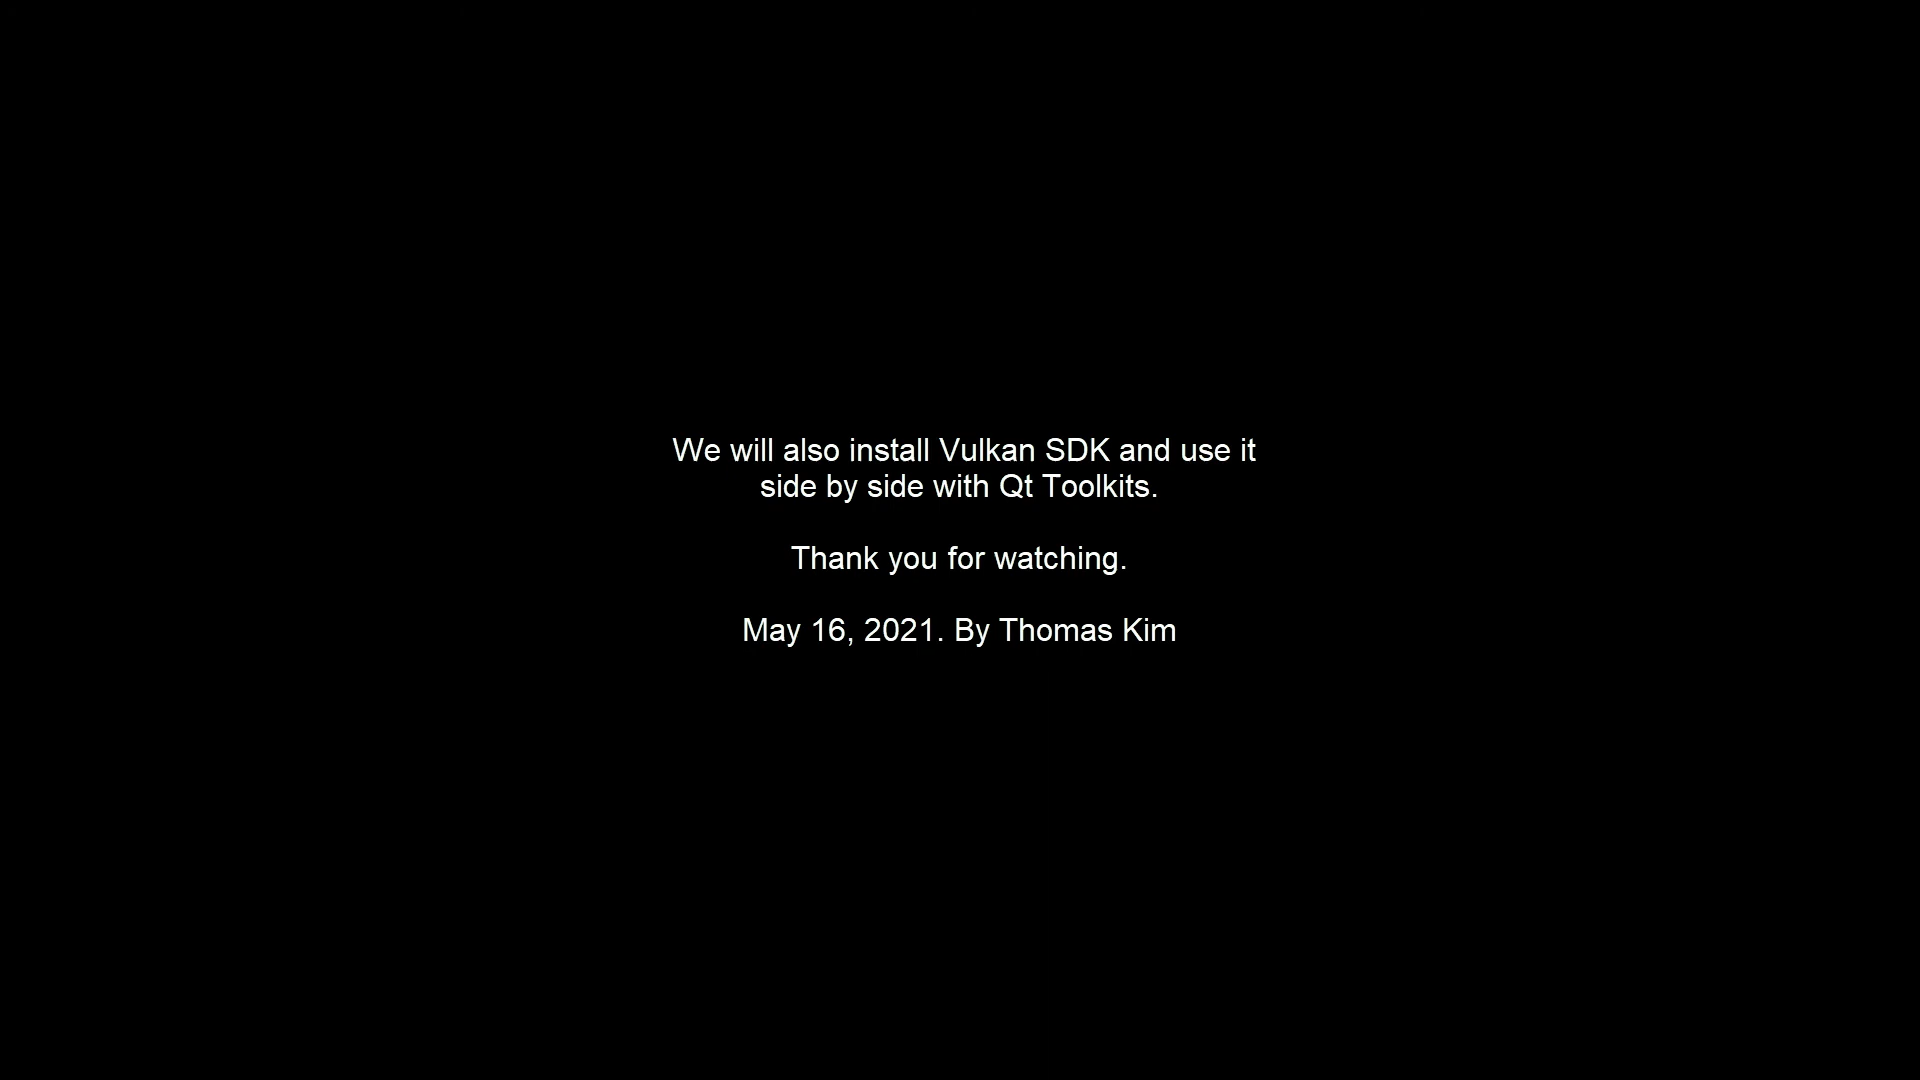 We will also install Vulkan SDK and use it
side by side with Qt Toolkits.
Thank you for watching.
May 16, 2021. By Thomas Kim